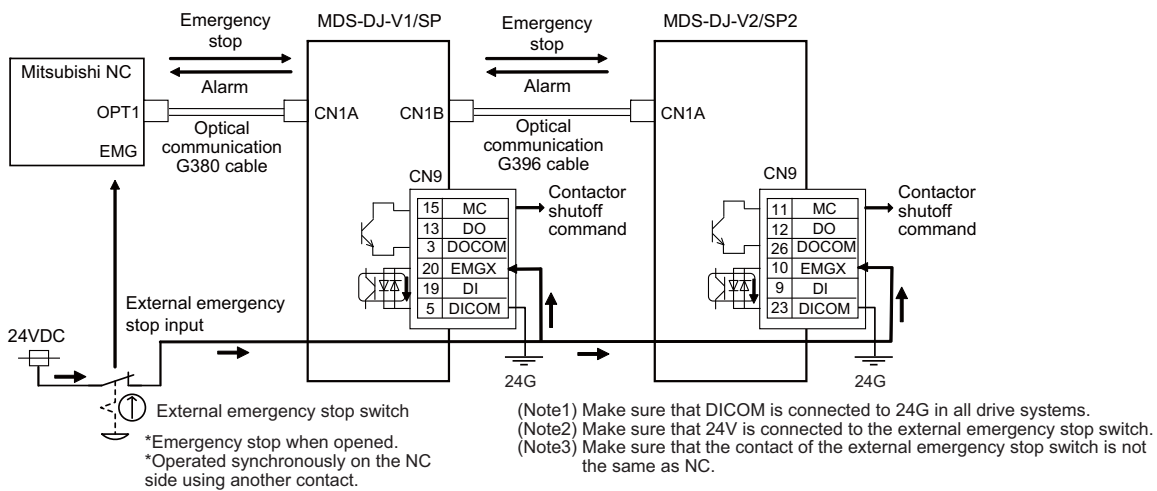 Emergency
stop
MDS-DJ-V1/SP
Emergency
stop
MDS-DJ-V2/SP2
Mitsubishi NC
Alarm
Alarm
OPT1
CN1A
CN1B
CN1A
EMG
Optical
communication
G380 cable
Optical
communication
G396 cable
CN9
15 MC
13 DO
3 DOCOM
20 EMGX
19 DI
5 DICOM
Contactor
shutoff
command
CN9
11 MC
12 DO
26 DOCOM
10 EMGX
9 DI
23 DICOM
Contactor
shutoff
command
External emergency
stop input
24VDC
24G
24G
External emergency stop switch
*Emergency stop when opened.
*Operated synchronously on the NC
side using another contact.
(Note1) Make sure that DICOM is connected to 24G in all drive systems.
(Note2) Make sure that 24V is connected to the external emergency stop switch.
(Note3) Make sure that the contact of the external emergency stop switch is not
the same as NC.